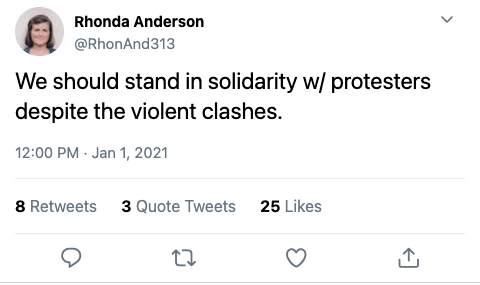 Rhonda Anderson
@RhonAnd313
We should stand in solidarity w/ protesters
despite the violent clashes.
12:00 PM · Jan 1, 2021
8 Retweets 3 Quote Tweets 25 Likes